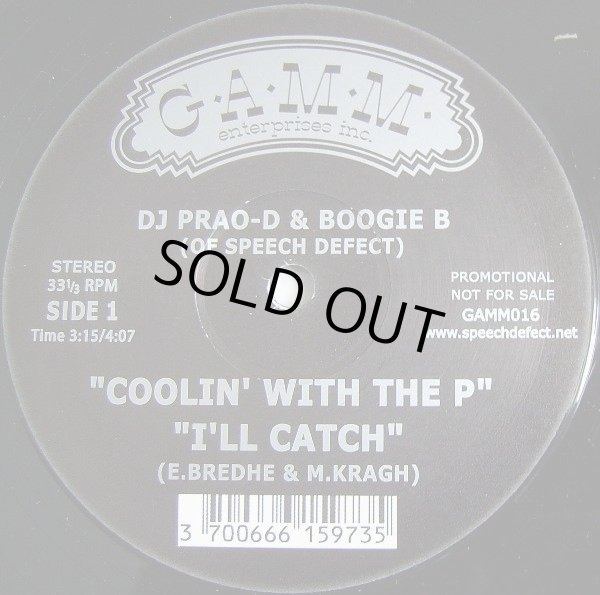 G·A·M·M·
enterprises inc.
DJ PRAO-D & BOOGIE B
(OF SPEECH DEFECT)
SOLD OUT
STEREO
33⅓ RPM
SIDE 1
Time 3:15/4:07
PROMOTIONAL
NOT FOR SALE
GAMM016
www.speechdefect.net
"COOLIN' WITH THE P"
"I'LL CATCH"
(E.BREDHE & M.KRAGH)
3 700666 159735